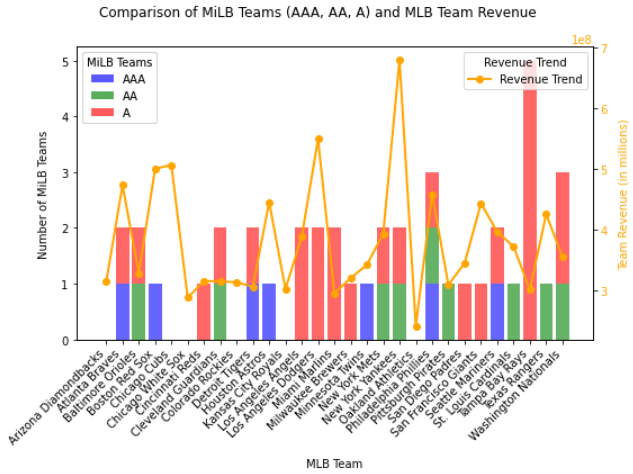 Comparison of MiLB Teams (AAA, AA, A) and MLB Team Revenue
1e8
MiLB Teams
AAA
AA
A
Revenue Trend
Revenue Trend
5
4
3
2
1
0
Number of MiLB Teams
7
6
5
4
3
Team Revenue (in millions)
Arizona Diamondbacks
Atlanta Braves
Baltimore Orioles
Boston Red Sox
Chicago Cubs
Chicago White Sox
Cincinnati Reds
Cleveland Guardians
Colorado Rockies
Detroit Tigers
Houston Astros
Kansas City Royals
Los Angeles Angels
Los Angeles Dodgers
Miami Marlins
Milwaukee Brewers
Minnesota Twins
New York Mets
New York Yankees
Oakland Athletics
Philadelphia Phillies
Pittsburgh Pirates
San Diego Padres
San Francisco Giants
Seattle Mariners
St. Louis Cardinals
Tampa Bay Rays
Texas Rangers
Washington Nationals
MLB Team